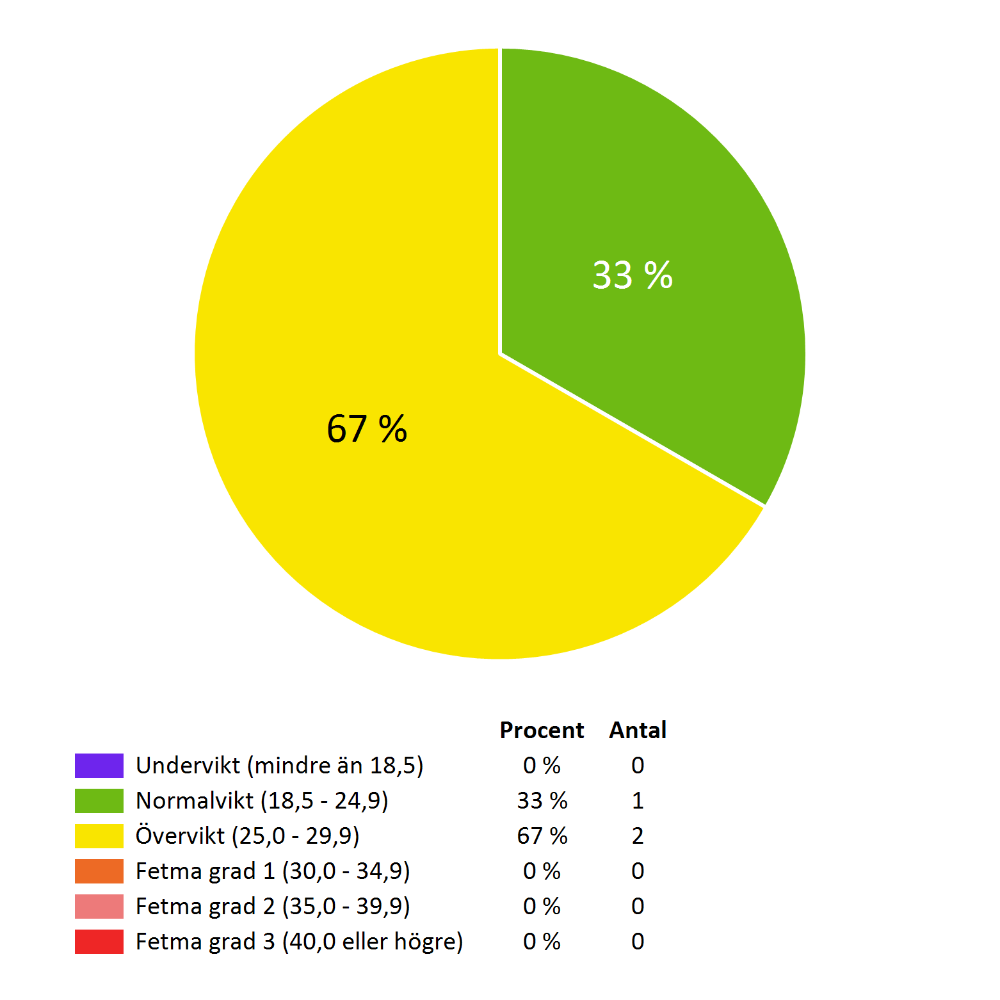 33 %
67 %
Procent Antal
Undervikt (mindre än 18,5) 0 % 0
Normalvikt (18,5 - 24,9) 33 % 1
Övervikt (25,0 - 29,9) 67 % 2
Fetma grad 1 (30,0 - 34,9) 0 % 0
Fetma grad 2 (35,0 - 39,9) 0 % 0
Fetma grad 3 (40,0 eller högre) 0 % 0